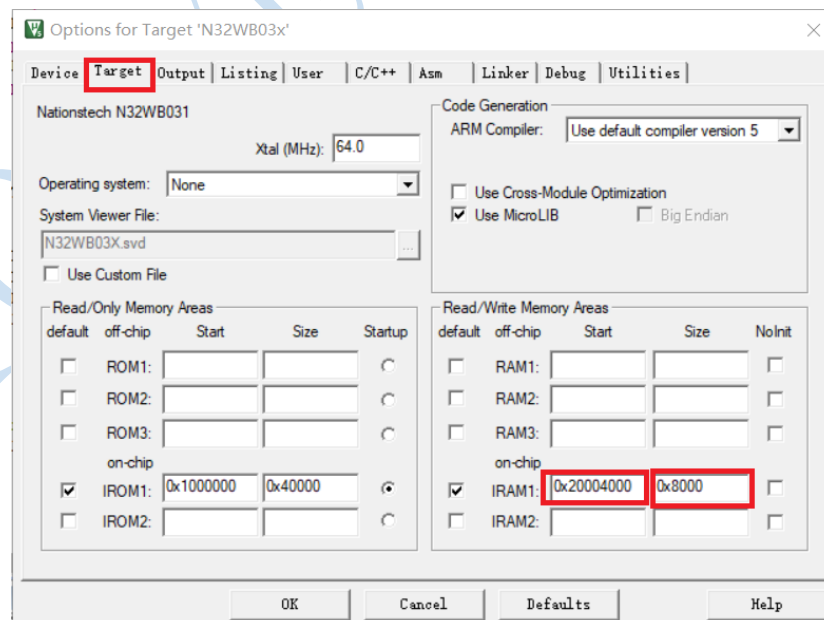 Options for Target 'N32WB03x'
Device Target Output Listing User C/C++ Asm Linker Debug Utilities
Nationstech N32WB031
Xtal (MHz): 64.0
Operating system: None
System Viewer File:
N32WB03X.svd ...
Use Custom File
Code Generation
ARM Compiler: Use default compiler version 5
Use Cross-Module Optimization
Use MicroLIB Big Endian
Read/Only Memory Areas
default off-chip Start Size Startup
ROM1:
ROM2:
ROM3:
on-chip
IROM1: 0x1000000 0x40000
IROM2:
Read/Write Memory Areas
default off-chip Start Size NoInit
RAM1:
RAM2:
RAM3:
on-chip
IRAM1: 0x20004000 0x8000
IRAM2:
OK Cancel Defaults Help